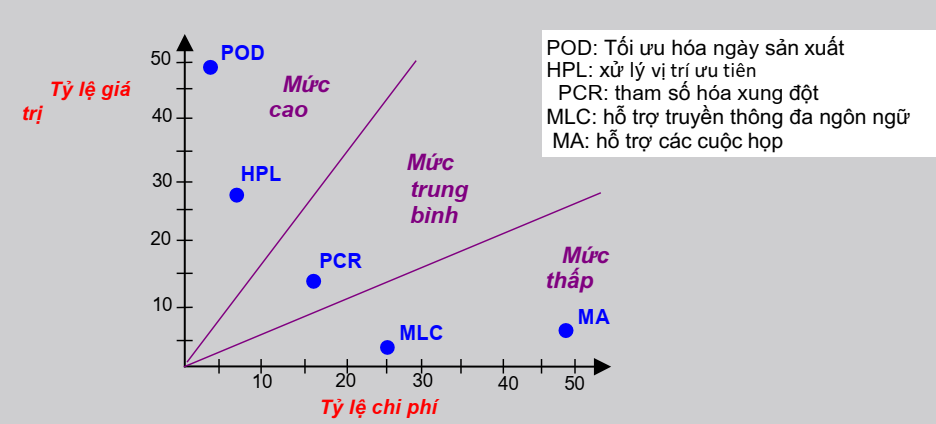 POD: Tối ưu hóa ngày sản xuất
HPL: xử lý vị trí ưu tiên
PCR: tham số hóa xung đột
MLC: hỗ trợ truyền thông đa ngôn ngữ
MA: hỗ trợ các cuộc họp
Tỷ lệ giá
trị
50
40
30
20
10
POD
Mức
cao
HPL
Mức
trung
bình
PCR
Mức
thấp
MLC
MA
10
20
30
40
50
Tỷ lệ chi phí